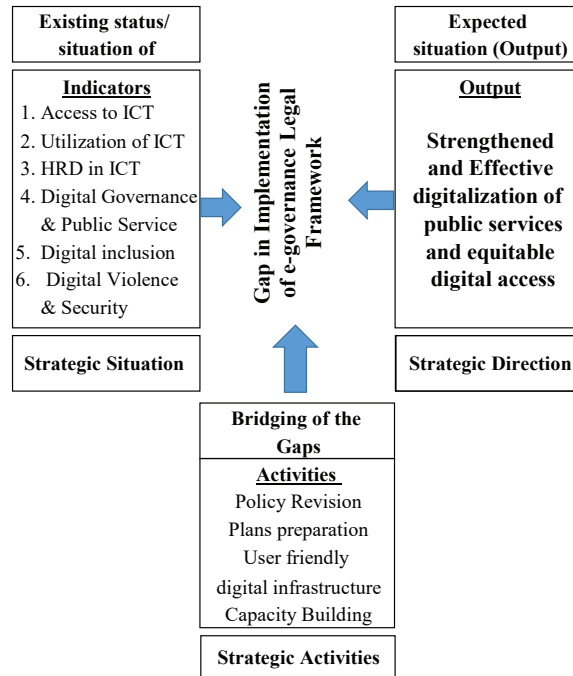 Existing status/
situation of
Indicators
1. Access to ICT
2. Utilization of ICT
3. HRD in ICT
4. Digital Governance
& Public Service
5. Digital inclusion
6. Digital Violence
& Security
Strategic Situation
Gap in Implementation
of e-governance Legal
Framework
Expected
situation (Output)
Output
Strengthened
and Effective
digitalization of
public services
and equitable
digital access
Strategic Direction
Bridging of the
Gaps
Activities
Policy Revision
Plans preparation
User friendly
digital infrastructure
Capacity Building
Strategic Activities